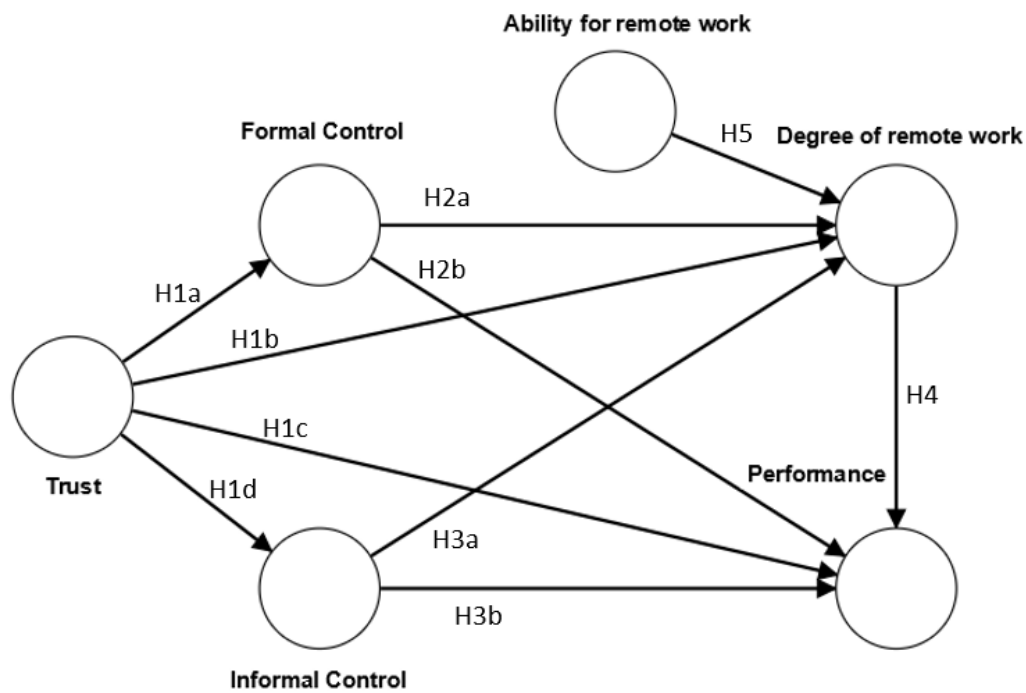 Ability for remote work
Formal Control
H5
Degree of remote work
H2a
H2b
H1a
H1b
H1c
H4
Trust
H1d
Performance
H3a
H3b
Informal Control